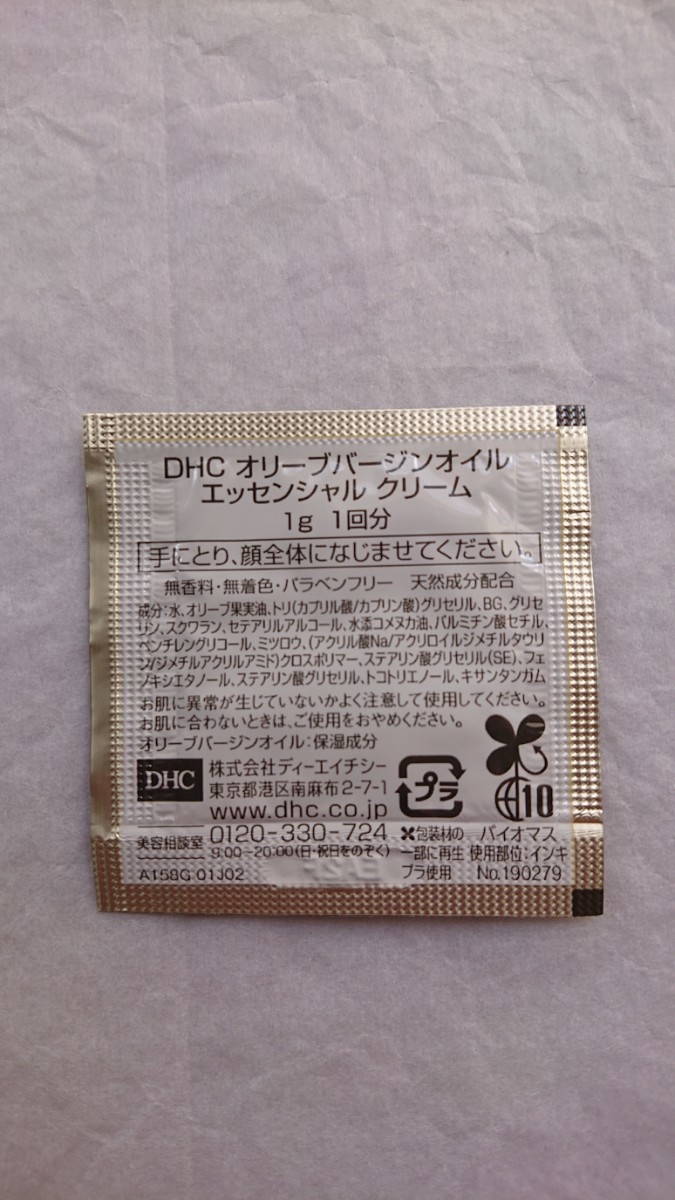 DHC オリーブバージンオイル
エッセンシャル クリーム
1g 1回分
手にとり、顔全体になじませてください。
無香料・無着色・パラベンフリー 天然成分配合
成分:水、オリーブ果実油、トリ(カプリル酸/カプリン酸)グリセリル、BG、グリセ
リン、スクワラン、セテアリルアルコール、水添コメヌカ油、パルミチン酸セチル、
ペンチレングリコール、ミツロウ、(アクリル酸Na/アクリロイルジメチルタウリ
ン/ジメチルアクリルアミド)クロスポリマー、ステアリン酸グリセリル(SE)、フェ
ノキシエタノール、ステアリン酸グリセリル、トコトリエノール、キサンタンガム
お肌に異常が生じていないかよく注意して使用してください。
お肌に合わないときは、ご使用をおやめください。
オリーブバージンオイル:保湿成分
DHC
株式会社ディーエイチシー
東京都港区南麻布2-7-1
www.dhc.co.jp
プラ
10
美容相談室 0120-330-724
9:00~20:00(日・祝日をのぞく)
A158G 01J02
包装材の
一部に再生
プラ使用
バイオマス
使用部位:インキ
No.190279